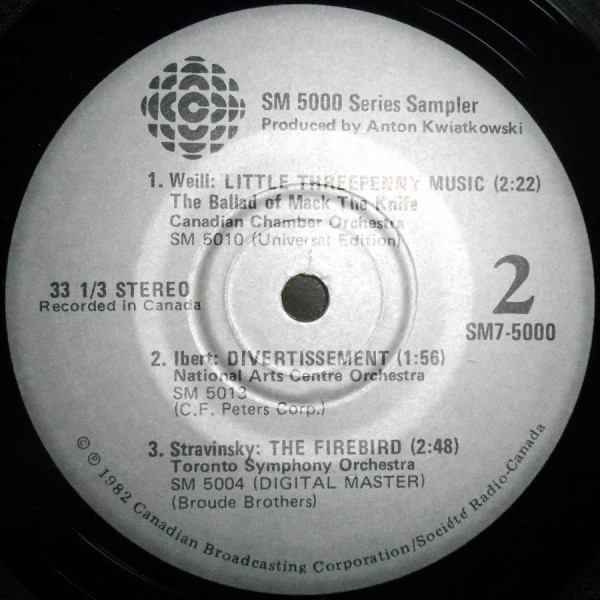 SM 5000 Series Sampler
Produced by Anton Kwiatkowski
1. Weill: LITTLE THREEPENNY MUSIC (2:22)
The Ballad of Mack The Knife
Canadian Chamber Orchestra
SM 5010 (Universal Edition)
33 1/3 STEREO
Recorded in Canada
2
SM7-5000
2. Ibert: DIVERTISSEMENT (1:56)
National Arts Centre Orchestra
SM 5013
(C.F. Peters Corp.)
3. Stravinsky: THE FIREBIRD (2:48)
Toronto Symphony Orchestra
SM 5004 (DIGITAL MASTER)
(Broude Brothers)
© ℗ 1982 Canadian Broadcasting Corporation/Société Radio-Canada